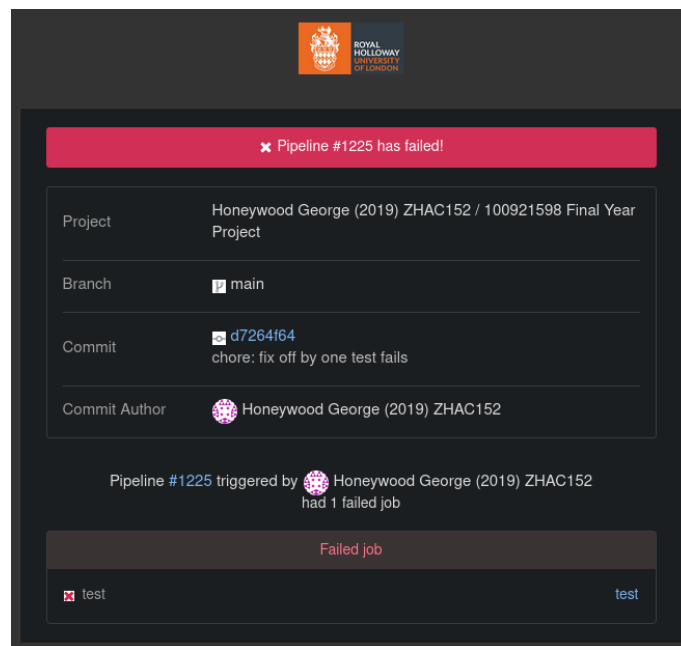 ROYAL
HOLLOWAY
UNIVERSITY
OF LONDON
Pipeline #1225 has failed!
Project
Honeywood George (2019) ZHAC152 / 100921598 Final Year
Project
Branch
main
Commit
d7264f64
chore: fix off by one test fails
Commit Author
Honeywood George (2019) ZHAC152
Pipeline #1225 triggered by Honeywood George (2019) ZHAC152
had 1 failed job
Failed job
test
test